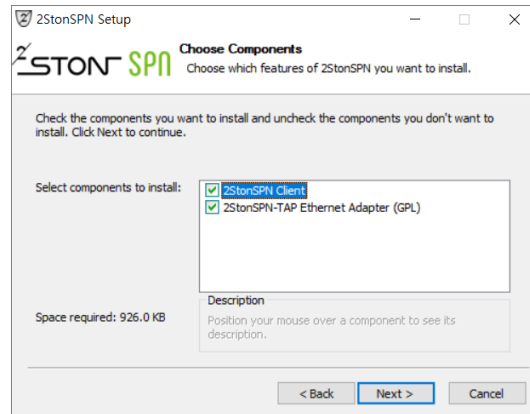 2StonSPN Setup
2STON SPN
Choose Components
Choose which features of 2StonSPN you want to install.
Check the components you want to install and uncheck the components you don't want to
install. Click Next to continue.
Select components to install:
2StonSPN Client
2StonSPN-TAP Ethernet Adapter (GPL)
Space required: 926.0 KB
Description
Position your mouse over a component to see its
description.
< Back
Next >
Cancel